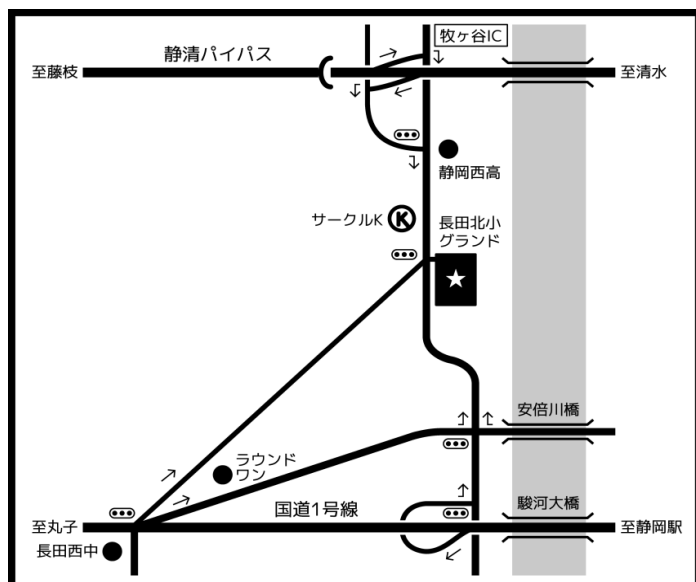 牧ヶ谷IC
静清パイパス
至藤枝
至清水
静岡西高
サークルK
K
長田北小
グランド
安倍川橋
ラウンド
ワン
国道1号線
駿河大橋
至丸子
至静岡駅
長田西中